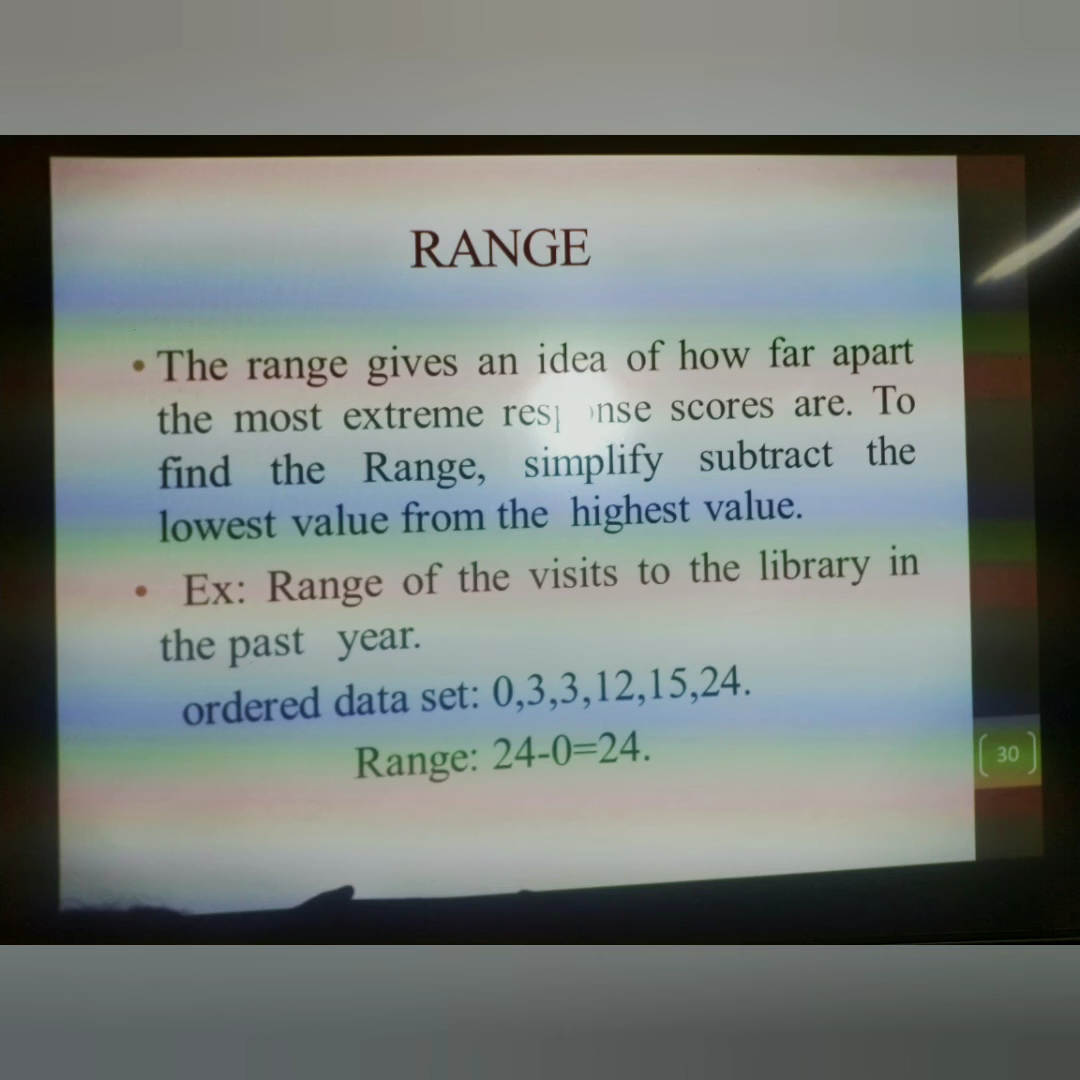 RANGE
• The range gives an idea of how far apart
the most extreme scores are. To
find the Range, simplify subtract the
lowest value from the highest value.
• Ex: Range of the visits to the library in
the past year.
ordered data set: 0,3,3,12,15,24.
Range: 24-0=24.
[30]